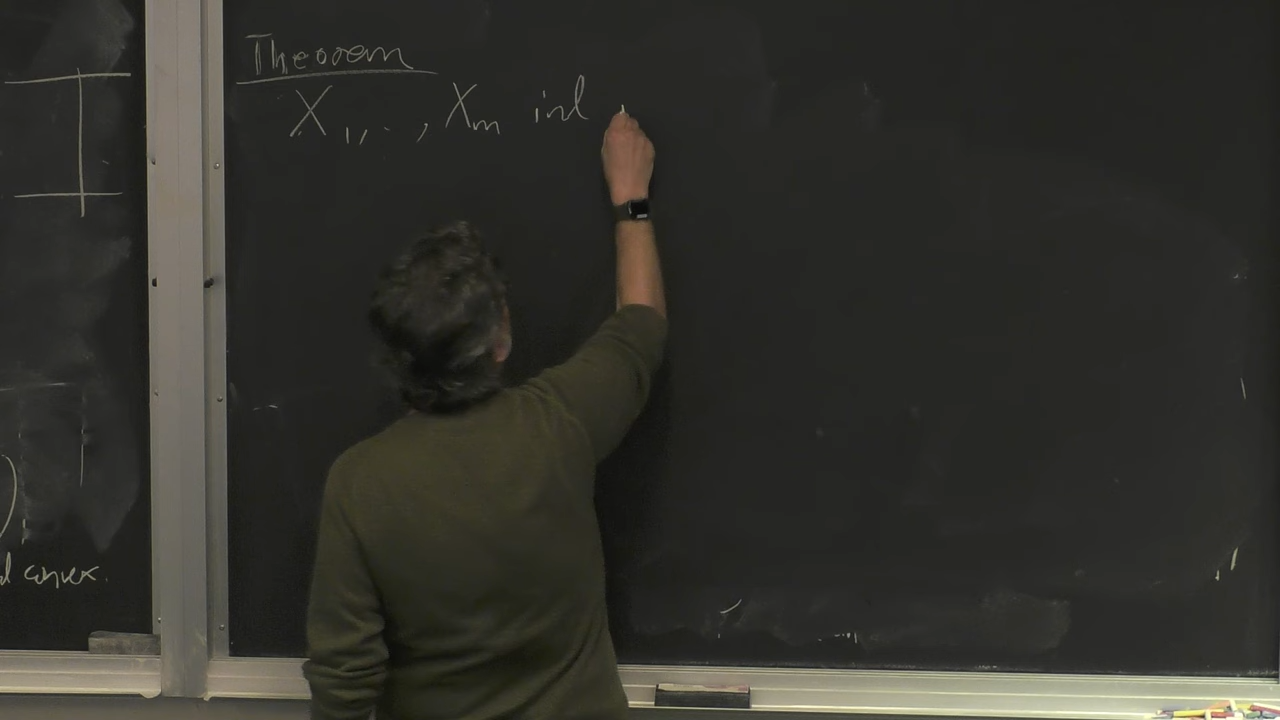 Theorem
X₁, . , Xₘ ind
convex.